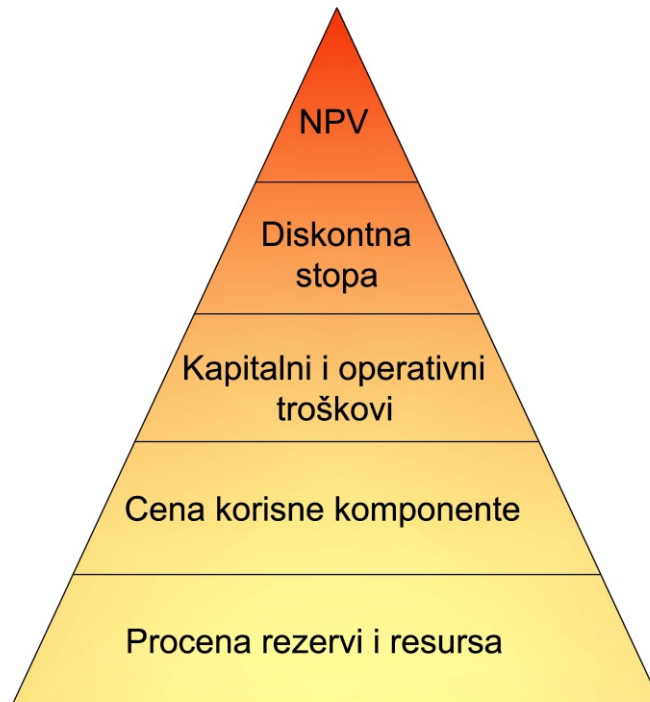 NPV
Diskontna
stopa
Kapitalni i operativni
troškovi
Cena korisne komponente
Procena rezervi i resursa